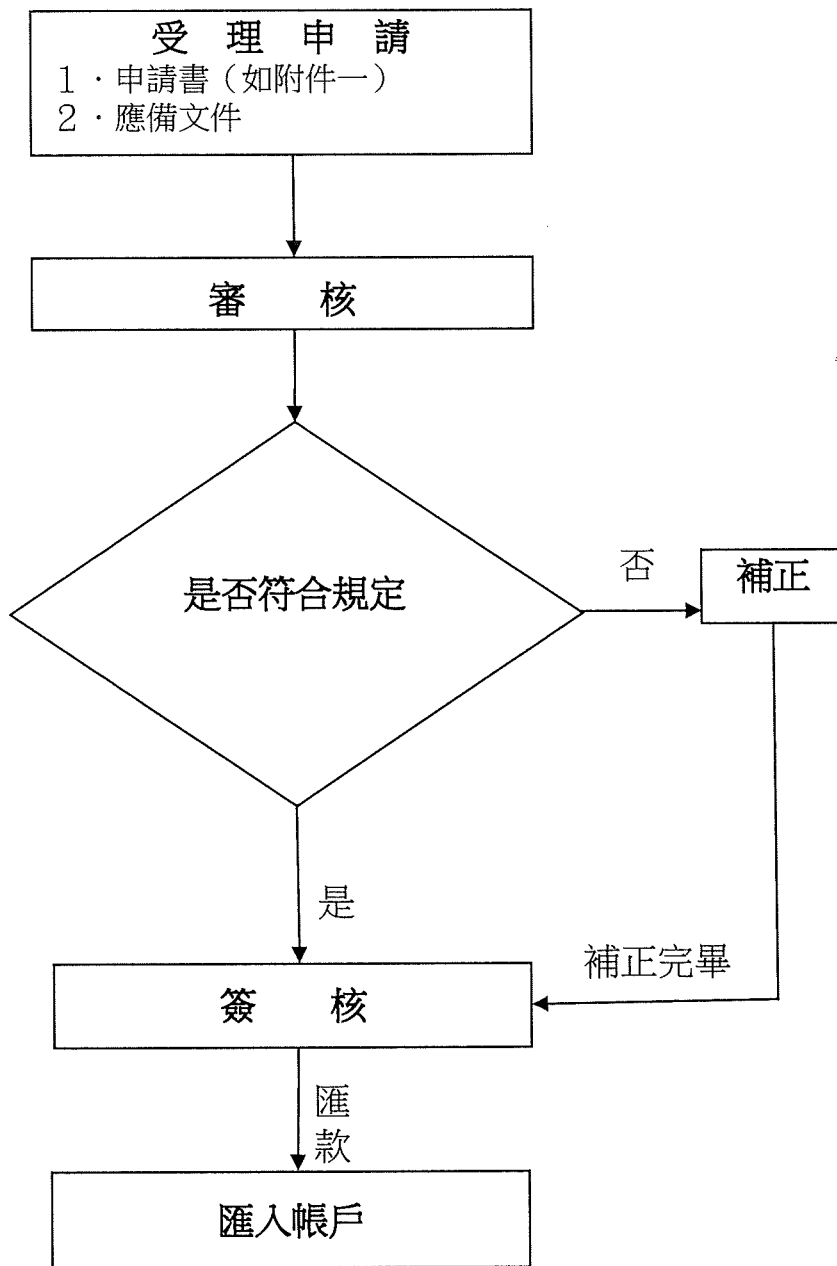 受理申請
１．申請書（如附件一）
２．應備文件
審核
是否符合規定
否
補正
是
補正完畢
簽核
匯款
匯入帳戶